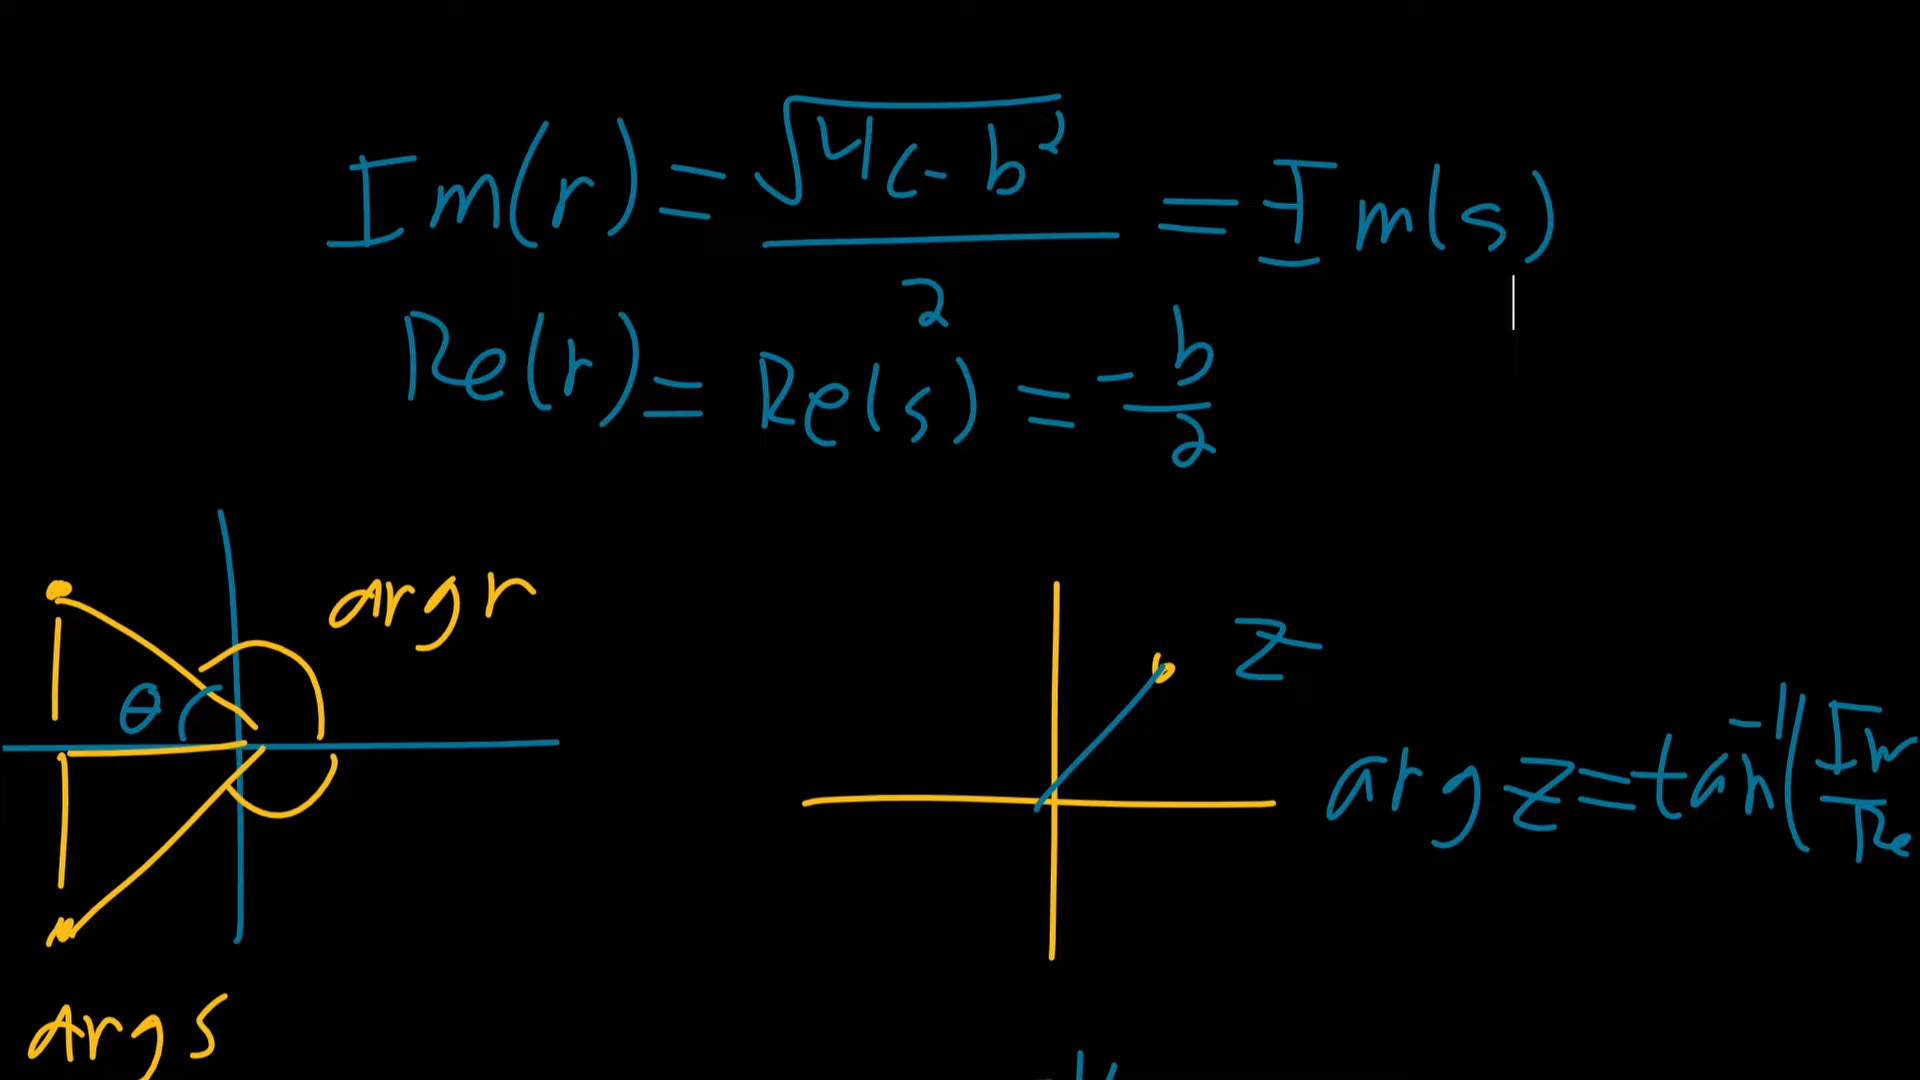 Im(r) = √(4c - b²) / 2 = Im(s)
Re(r) = Re(s) = - b / 2
arg r
θ
z
arg z = tan⁻¹( Im / Re
arg s